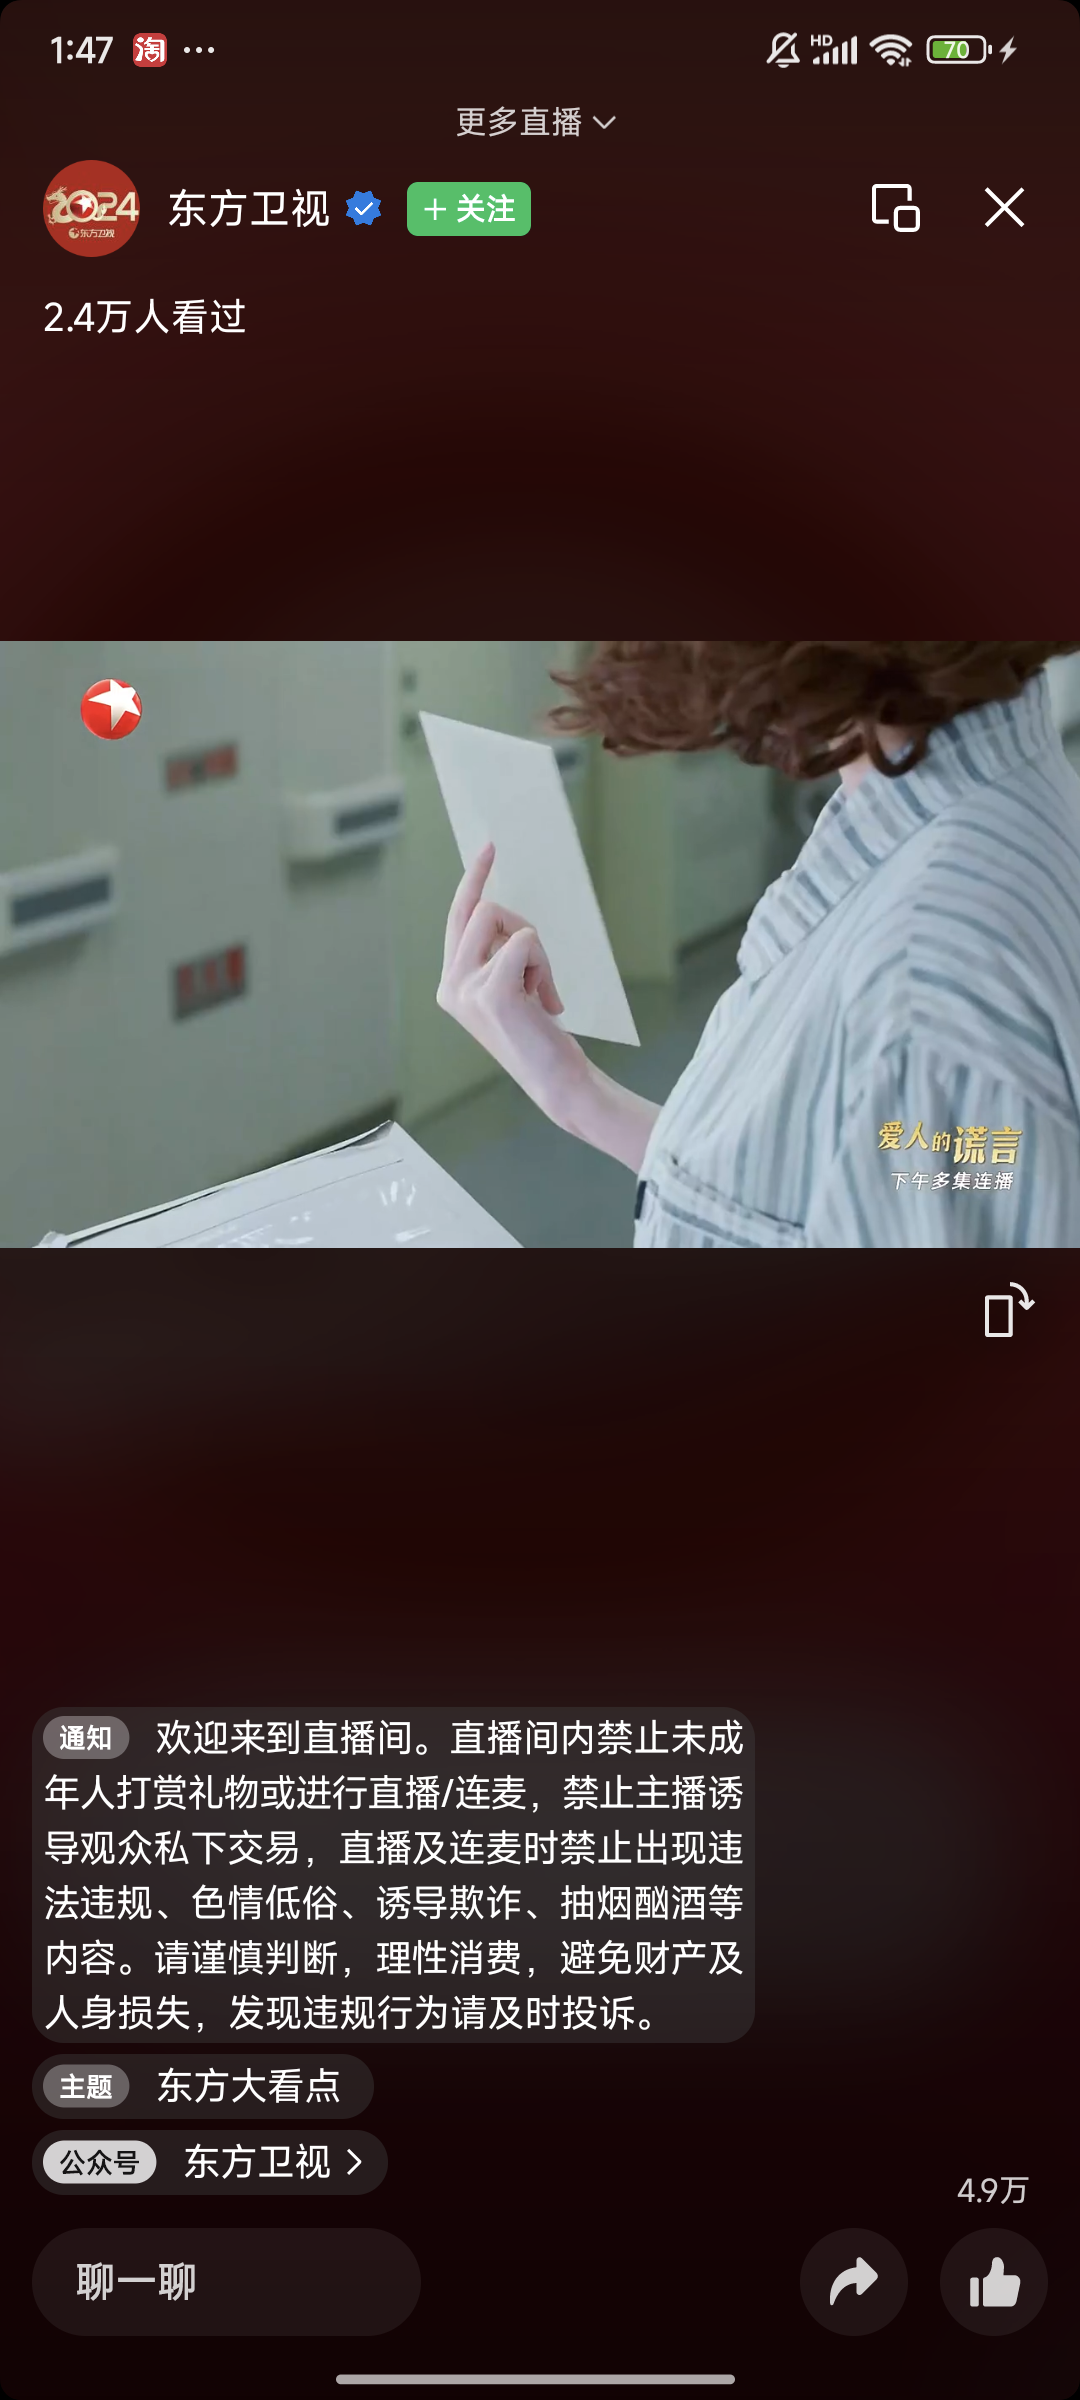 1:47 淘 ...
HD 70
更多直播
2024
东方卫视
东方卫视
+ 关注
2.4万人看过
爱人的谎言
下午多集连播
通知 欢迎来到直播间。直播间内禁止未成
年人打赏礼物或进行直播/连麦，禁止主播诱
导观众私下交易，直播及连麦时禁止出现违
法违规、色情低俗、诱导欺诈、抽烟酗酒等
内容。请谨慎判断，理性消费，避免财产及
人身损失，发现违规行为请及时投诉。
主题 东方大看点
公众号 东方卫视
4.9万
聊一聊